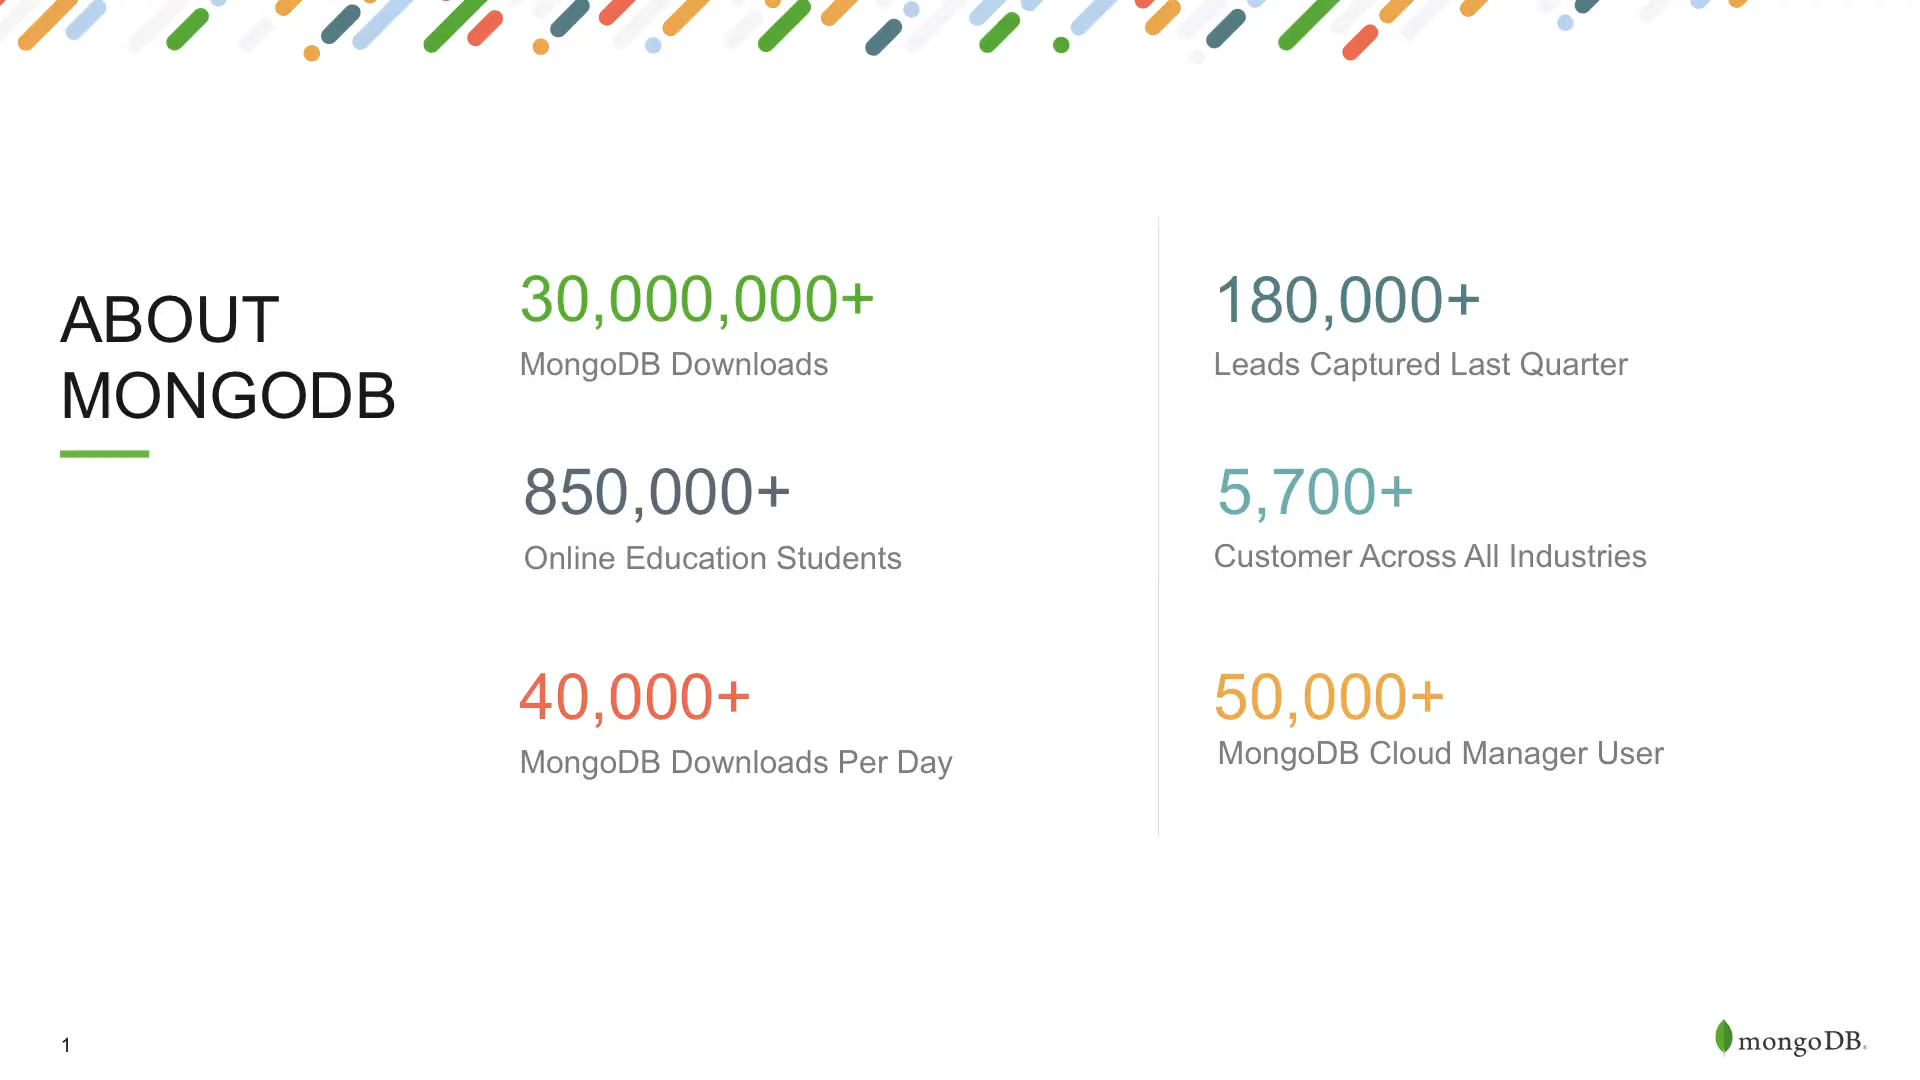 ABOUT
MONGODB
30,000,000+
MongoDB Downloads
850,000+
Online Education Students
40,000+
MongoDB Downloads Per Day
180,000+
Leads Captured Last Quarter
5,700+
Customer Across All Industries
50,000+
MongoDB Cloud Manager User
1
mongoDB®